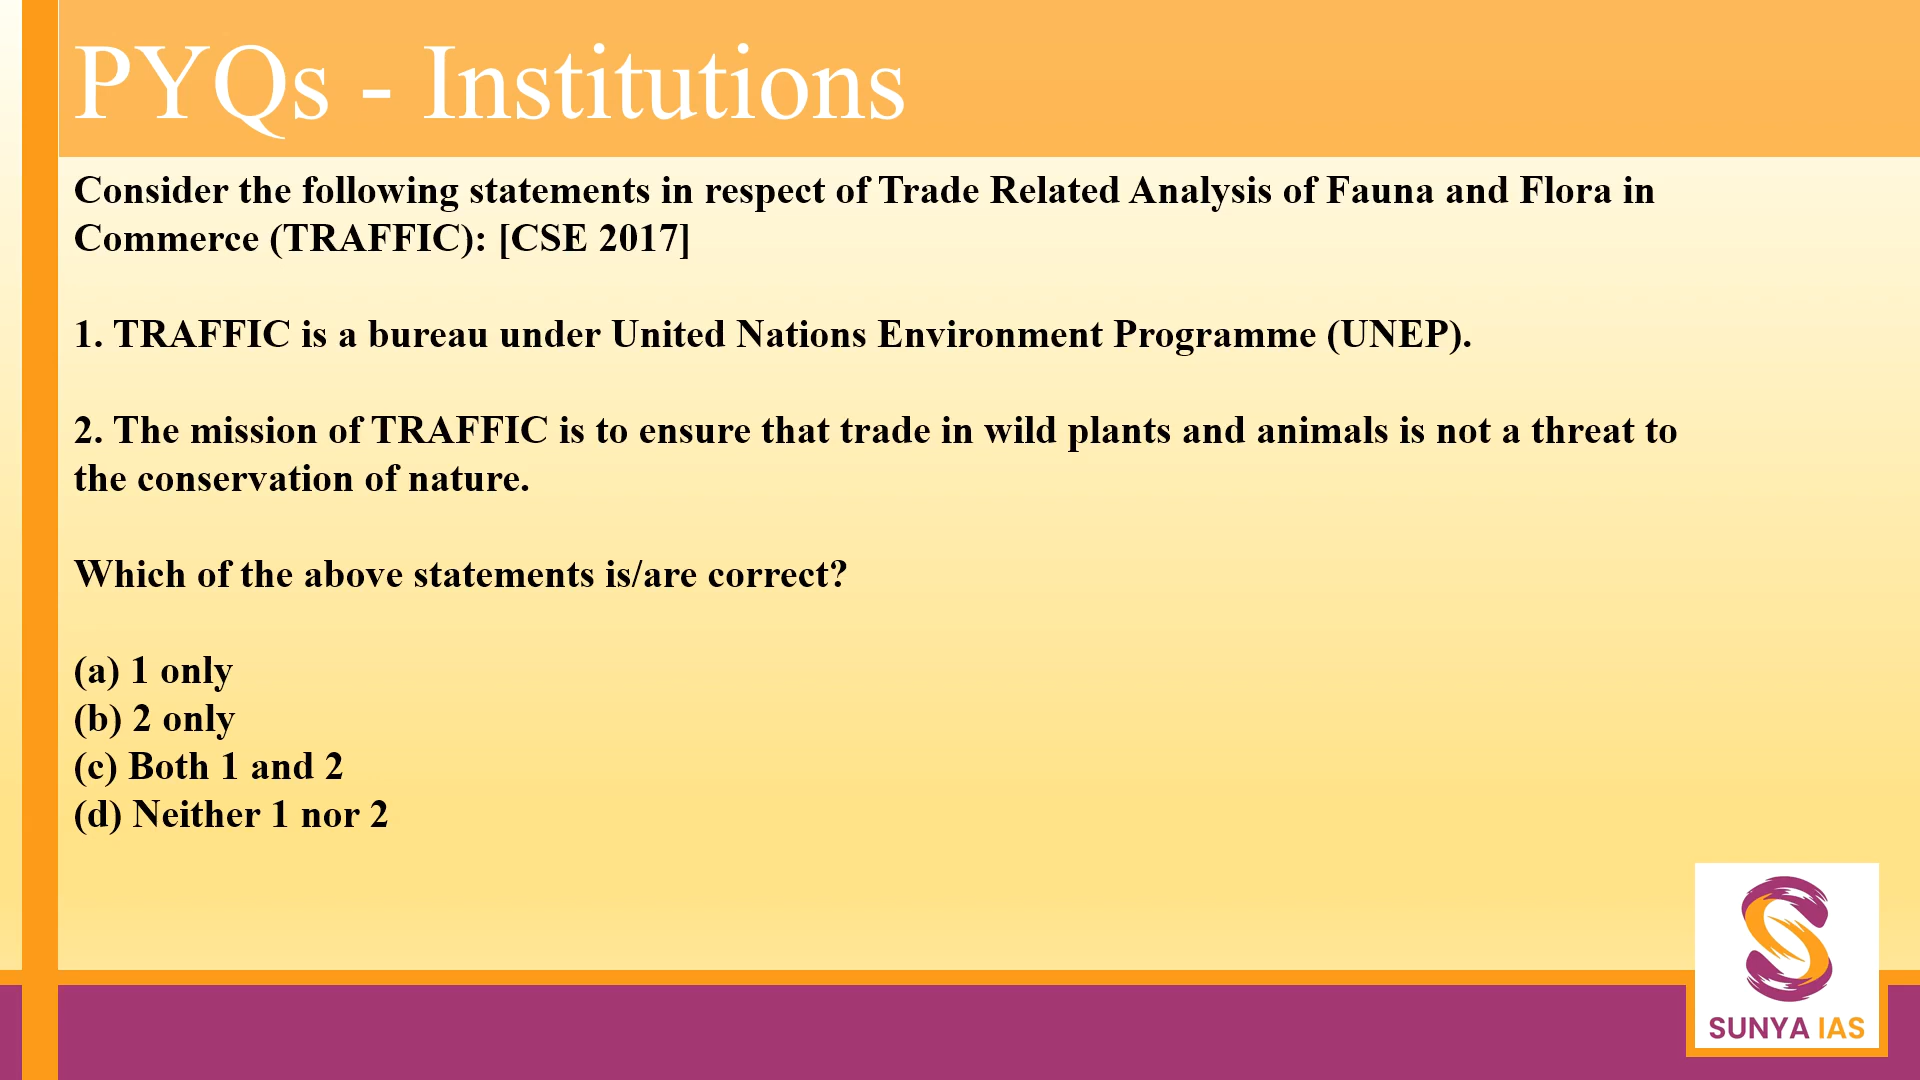 PYQs - Institutions
Consider the following statements in respect of Trade Related Analysis of Fauna and Flora in
Commerce (TRAFFIC): [CSE 2017]
1. TRAFFIC is a bureau under United Nations Environment Programme (UNEP).
2. The mission of TRAFFIC is to ensure that trade in wild plants and animals is not a threat to
the conservation of nature.
Which of the above statements is/are correct?
(a) 1 only
(b) 2 only
(c) Both 1 and 2
(d) Neither 1 nor 2
SUNYA IAS